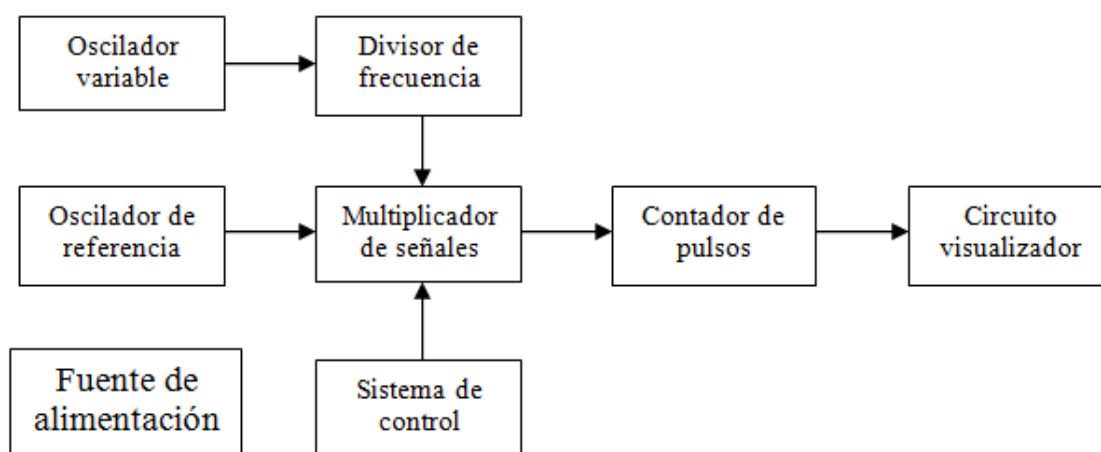 Oscilador
variable
Divisor de
frecuencia
Oscilador de
referencia
Multiplicador
de señales
Contador de
pulsos
Circuito
visualizador
Fuente de
alimentación
Sistema de
control